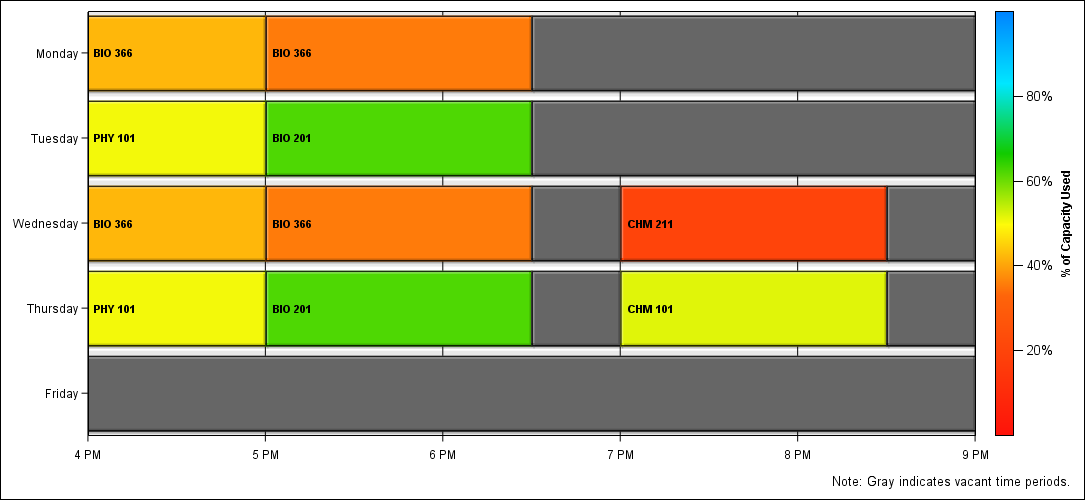 Monday
BIO 366
BIO 366
Tuesday
PHY 101
BIO 201
Wednesday
BIO 366
BIO 366
CHM 211
Thursday
PHY 101
BIO 201
CHM 101
Friday
4 PM
5 PM
6 PM
7 PM
8 PM
9 PM
80%
60%
40%
20%
% of Capacity Used
Note: Gray indicates vacant time periods.